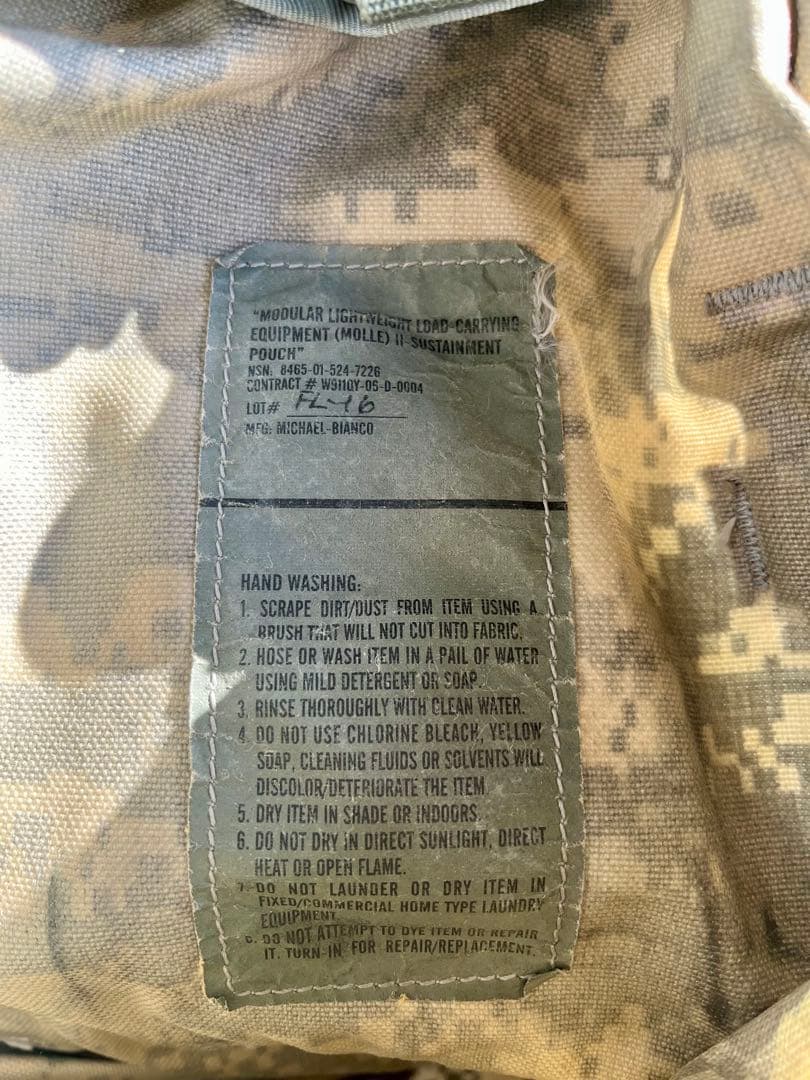 "MODULAR LIGHTWEIGHT LOAD-CARRYING
EQUIPMENT (MOLLE) II-SUSTAINMENT
POUCH"
NSN: 8465-01-524-7226
CONTRACT # W911QY-05-D-0004
LOT# FL-16
MFG: MICHAEL-BIANCO
HAND WASHING:
1. SCRAPE DIRT/DUST FROM ITEM USING A
BRUSH THAT WILL NOT CUT INTO FABRIC.
2. HOSE OR WASH ITEM IN A PAIL OF WATER
USING MILD DETERGENT OR SOAP.
3. RINSE THOROUGHLY WITH CLEAN WATER.
4. DO NOT USE CHLORINE BLEACH, YELLOW
SOAP, CLEANING FLUIDS OR SOLVENTS WILL
DISCOLOR/DETERIORATE THE ITEM.
5. DRY ITEM IN SHADE OR INDOORS.
6. DO NOT DRY IN DIRECT SUNLIGHT, DIRECT
HEAT OR OPEN FLAME.
7. DO NOT LAUNDER OR DRY ITEM IN
FIXED/COMMERCIAL HOME TYPE LAUNDRY
EQUIPMENT
8. DO NOT ATTEMPT TO DYE ITEM OR REPAIR
IT. TURN-IN FOR REPAIR/REPLACEMENT.